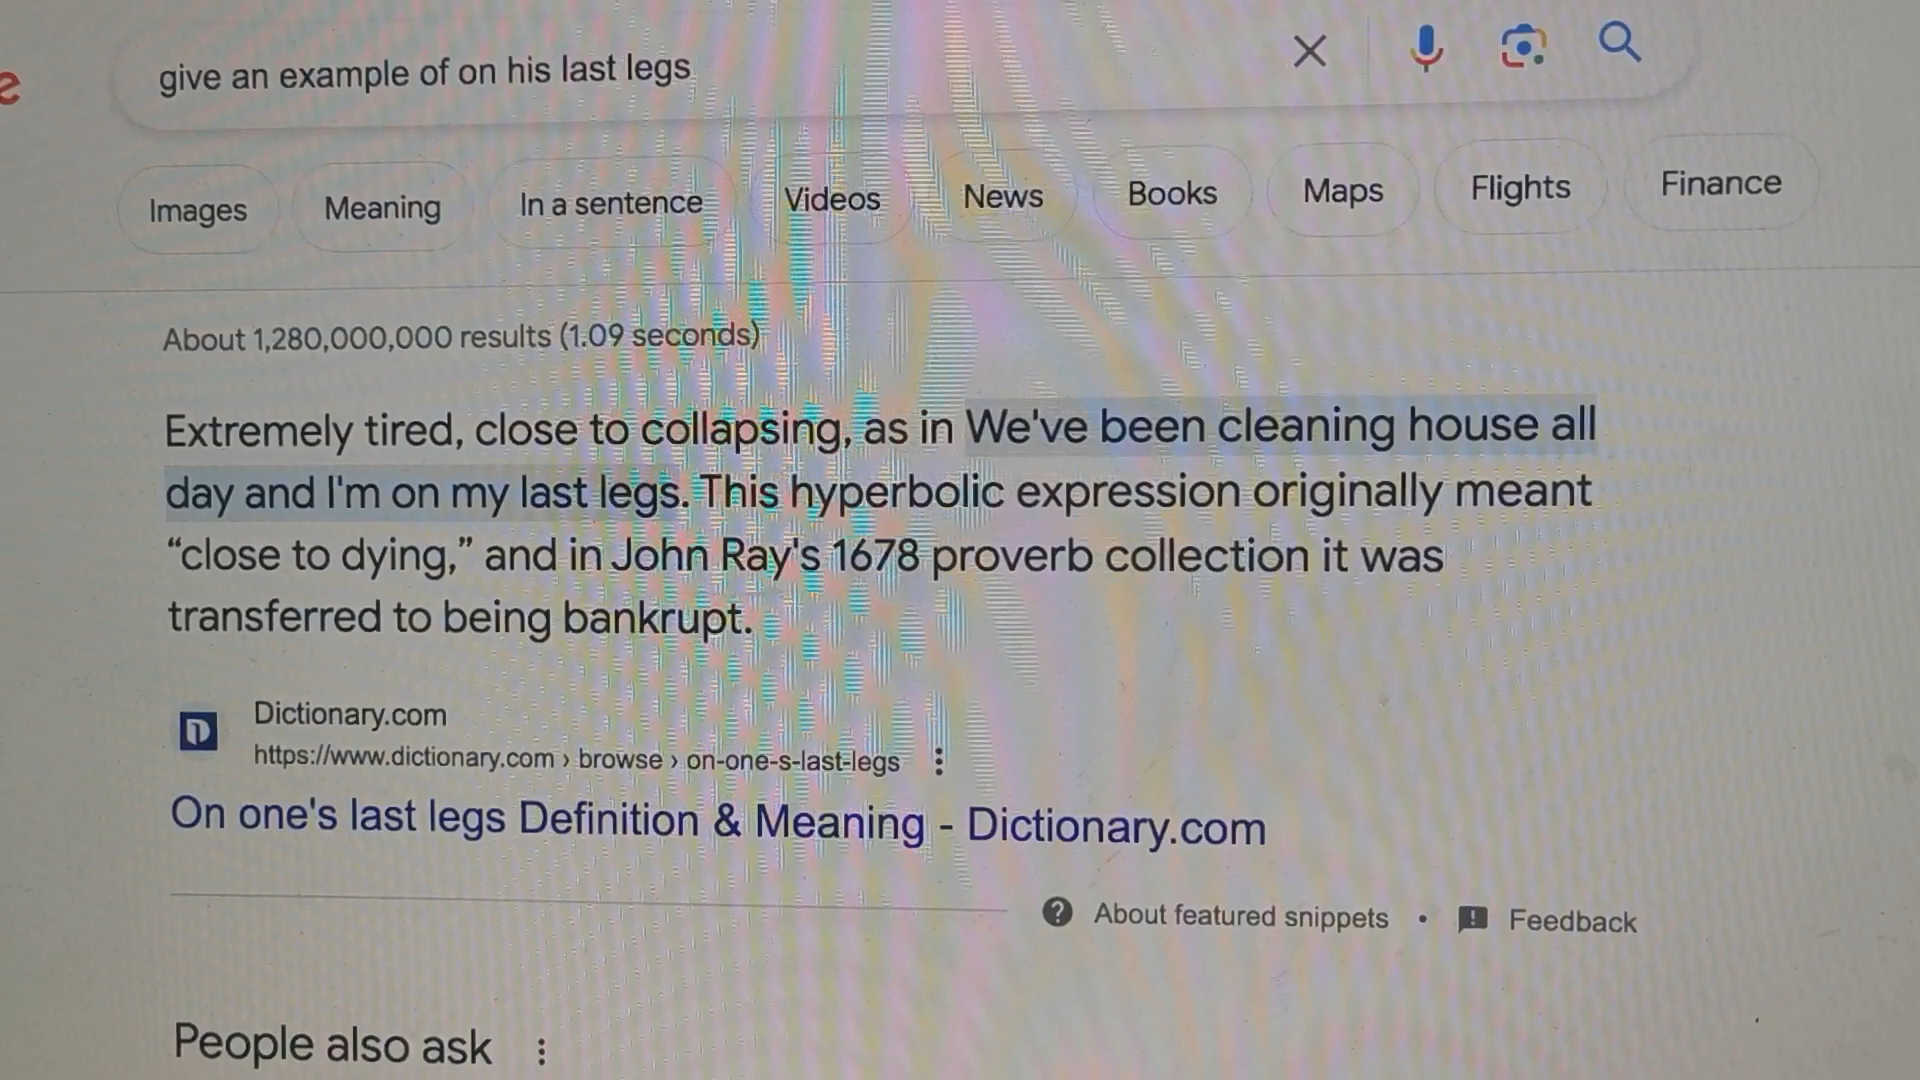 e
give an example of on his last legs
Images Meaning In a sentence Videos News Books Maps Flights Finance
About 1,280,000,000 results (1.09 seconds)
Extremely tired, close to collapsing, as in We've been cleaning house all
day and I'm on my last legs. This hyperbolic expression originally meant
“close to dying,” and in John Ray's 1678 proverb collection it was
transferred to being bankrupt.
Dictionary.com
https://www.dictionary.com › browse › on-one-s-last-legs
On one's last legs Definition & Meaning - Dictionary.com
About featured snippets • Feedback
People also ask